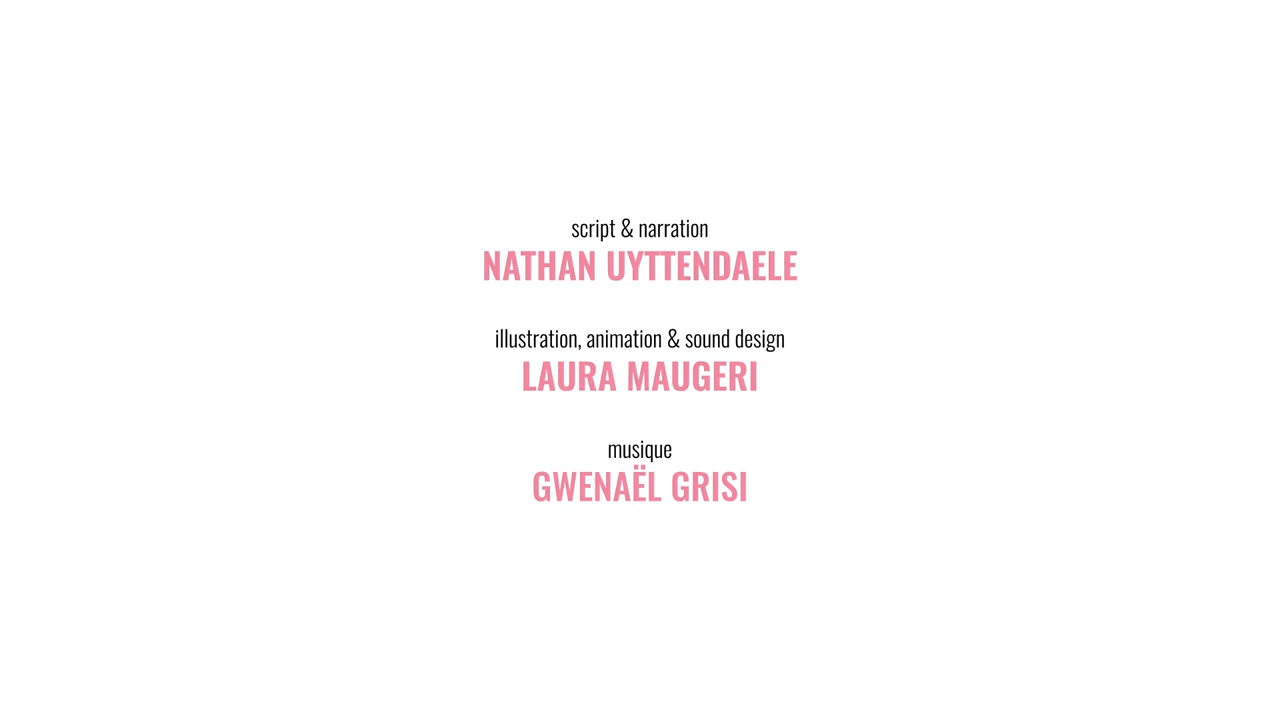 script & narration
NATHAN UYTTENDAELE
illustration, animation & sound design
LAURA MAUGERI
musique
GWENAËL GRISI